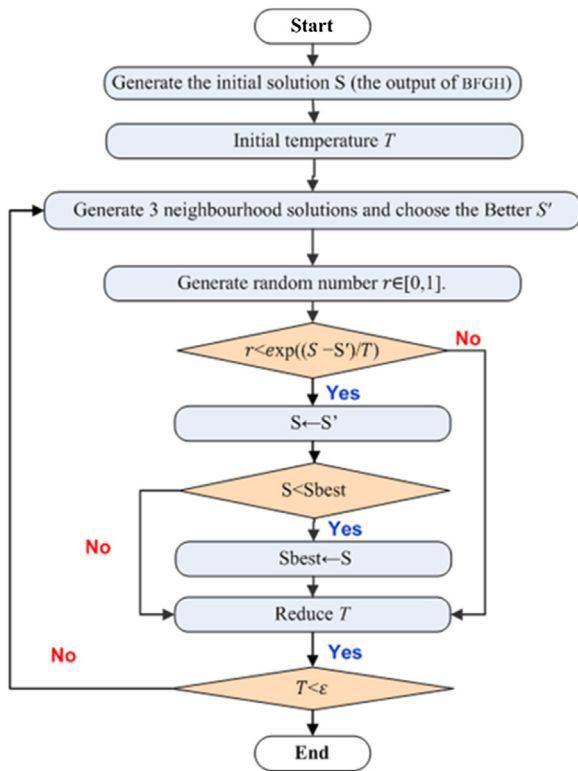 Start
Generate the initial solution S (the output of BFGH)
Initial temperature T
Generate 3 neighbourhood solutions and choose the Better S′
Generate random number r∈[0,1].
r<exp((S −S′)/T)
No
Yes
S←S’
S<Sbest
No
Yes
Sbest←S
Reduce T
No
Yes
T<ε
End